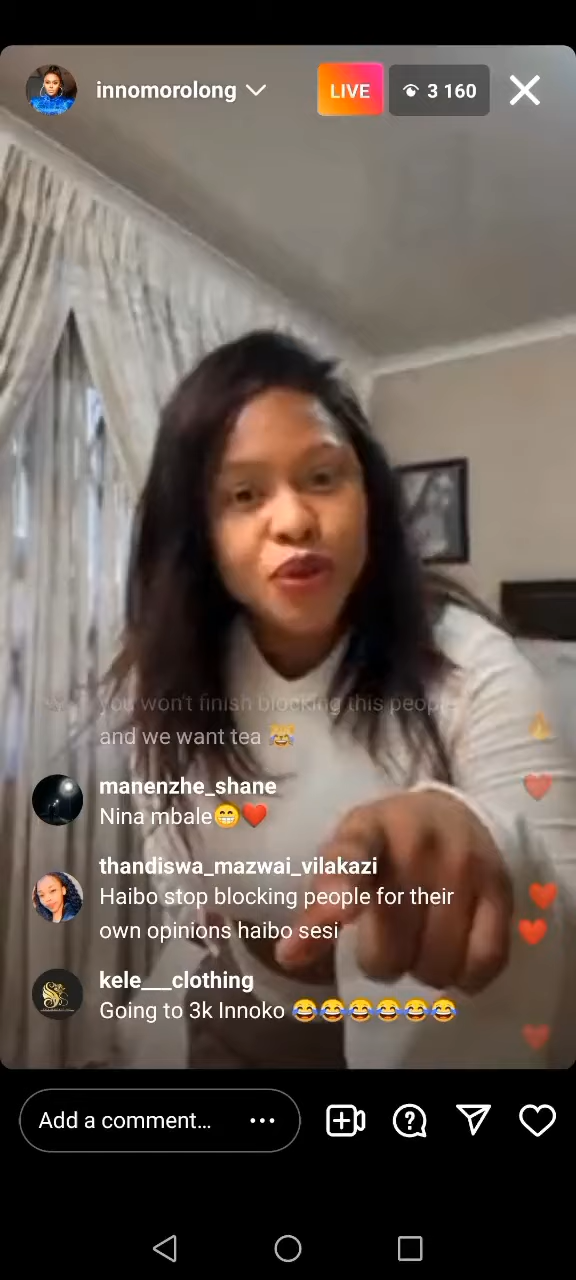 innomorolong
LIVE
3 160
you won't finish blocking this people
and we want tea 😹
manenzhe_shane
Nina mbale😁❤️
thandiswa_mazwai_vilakazi
Haibo stop blocking people for their
own opinions haibo sesi
kele___clothing
Going to 3k Innoko 😂😂😂😂😂😂
Add a comment...